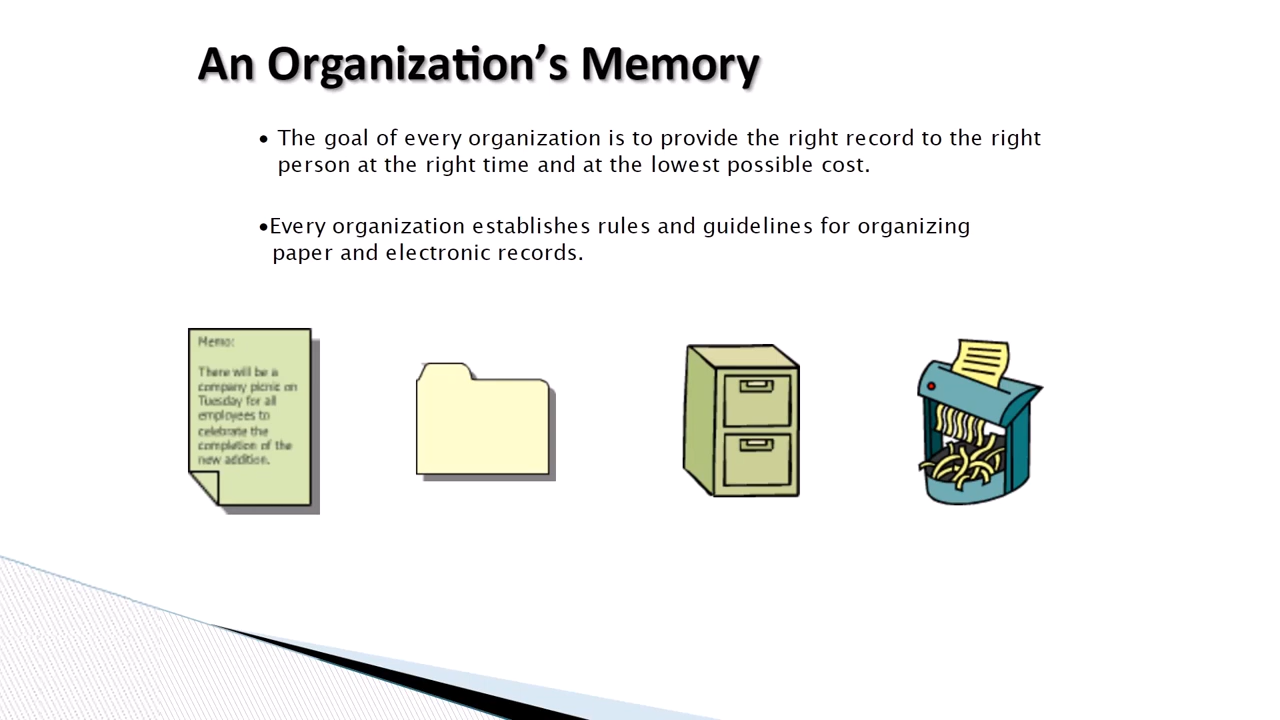 An Organization’s Memory
• The goal of every organization is to provide the right record to the right
person at the right time and at the lowest possible cost.
•Every organization establishes rules and guidelines for organizing
paper and electronic records.
Memo:
There will be a
company picnic on
Tuesday for all
employees to
celebrate the
completion of the
new addition.